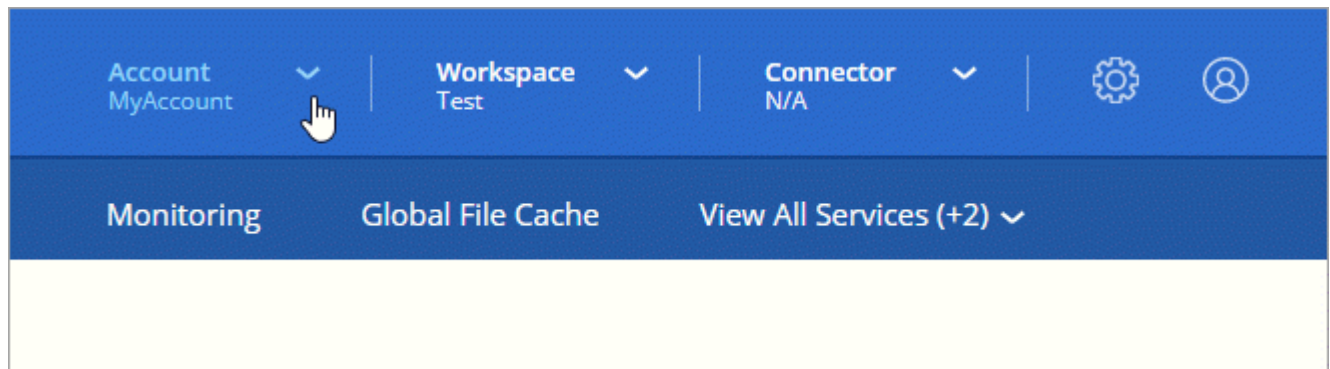 Account
MyAccount
Workspace
Test
Connector
N/A
Monitoring
Global File Cache
View All Services (+2)